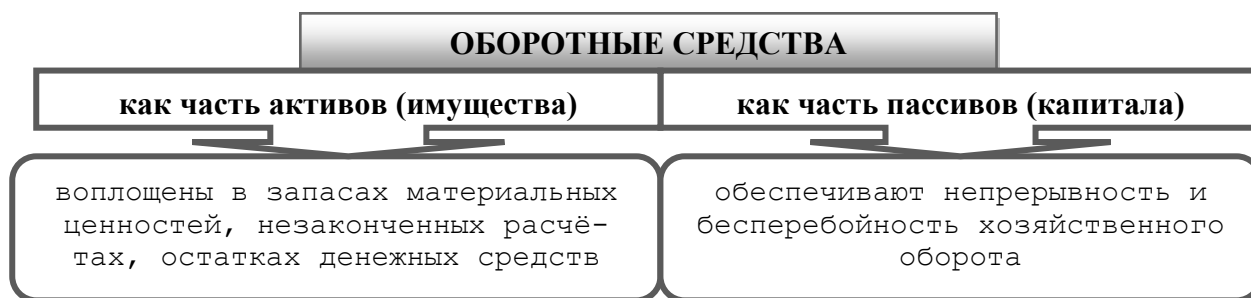 ОБОРОТНЫЕ СРЕДСТВА
как часть активов (имущества)
как часть пассивов (капитала)
воплощены в запасах материальных
ценностей, незаконченных расчё-
тах, остатках денежных средств
обеспечивают непрерывность и
бесперебойность хозяйственного
оборота